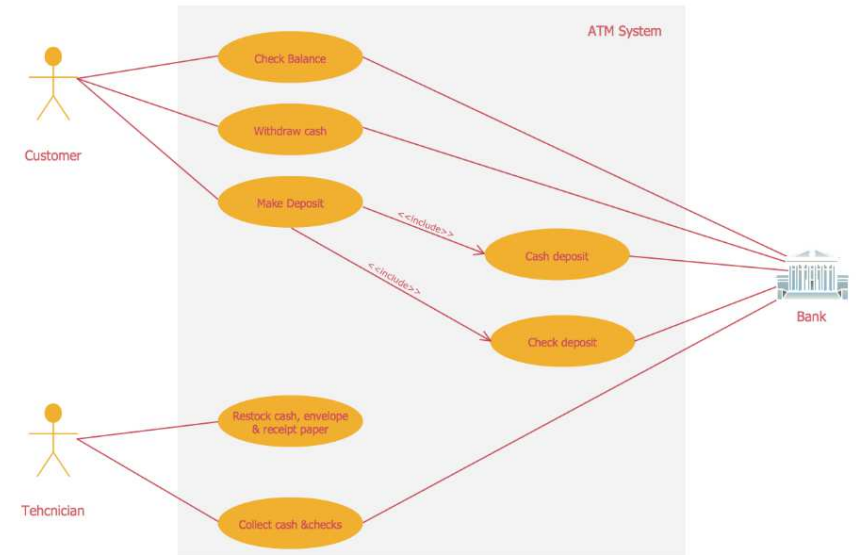 ATM System
Check Balance
Withdraw cash
Customer
Make Deposit
<<include>>
<<include>>
Cash deposit
Bank
Check deposit
Restock cash, envelope
& receipt paper
Tehcnician
Collect cash &checks